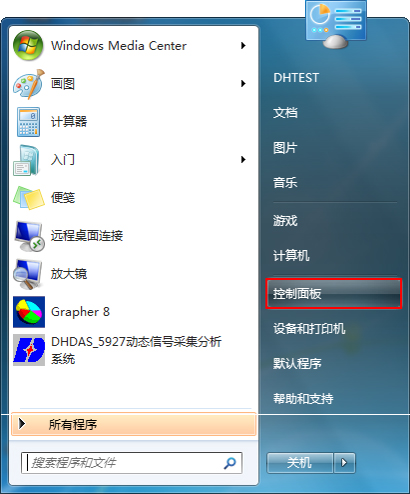 Windows Media Center
画图
计算器
入门
便笺
远程桌面连接
放大镜
Grapher 8
DHDAS_5927动态信号采集分析
系统
所有程序
搜索程序和文件
DHTEST
文档
图片
音乐
游戏
计算机
控制面板
设备和打印机
默认程序
帮助和支持
关机